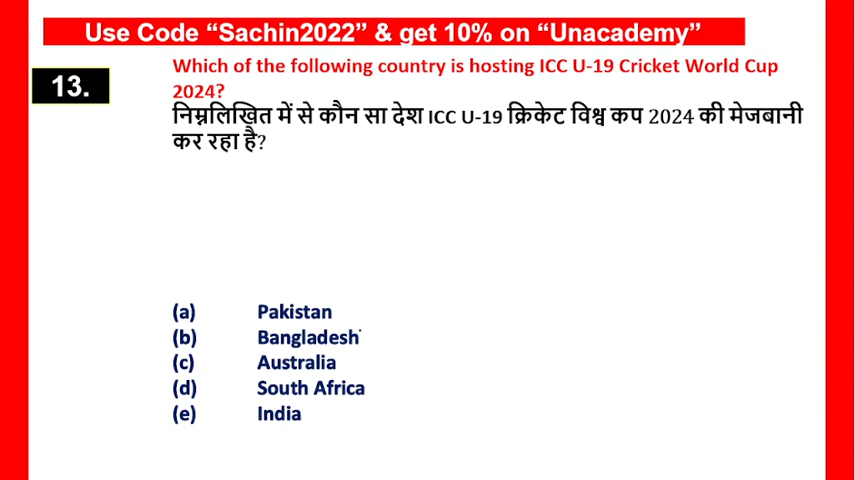 Use Code “Sachin2022” & get 10% on “Unacademy”
13.
Which of the following country is hosting ICC U-19 Cricket World Cup
2024?
निम्नलिखित में से कौन सा देश ICC U-19 क्रिकेट विश्व कप 2024 की मेजबानी
कर रहा है?
(a) Pakistan
(b) Bangladesh
(c) Australia
(d) South Africa
(e) India